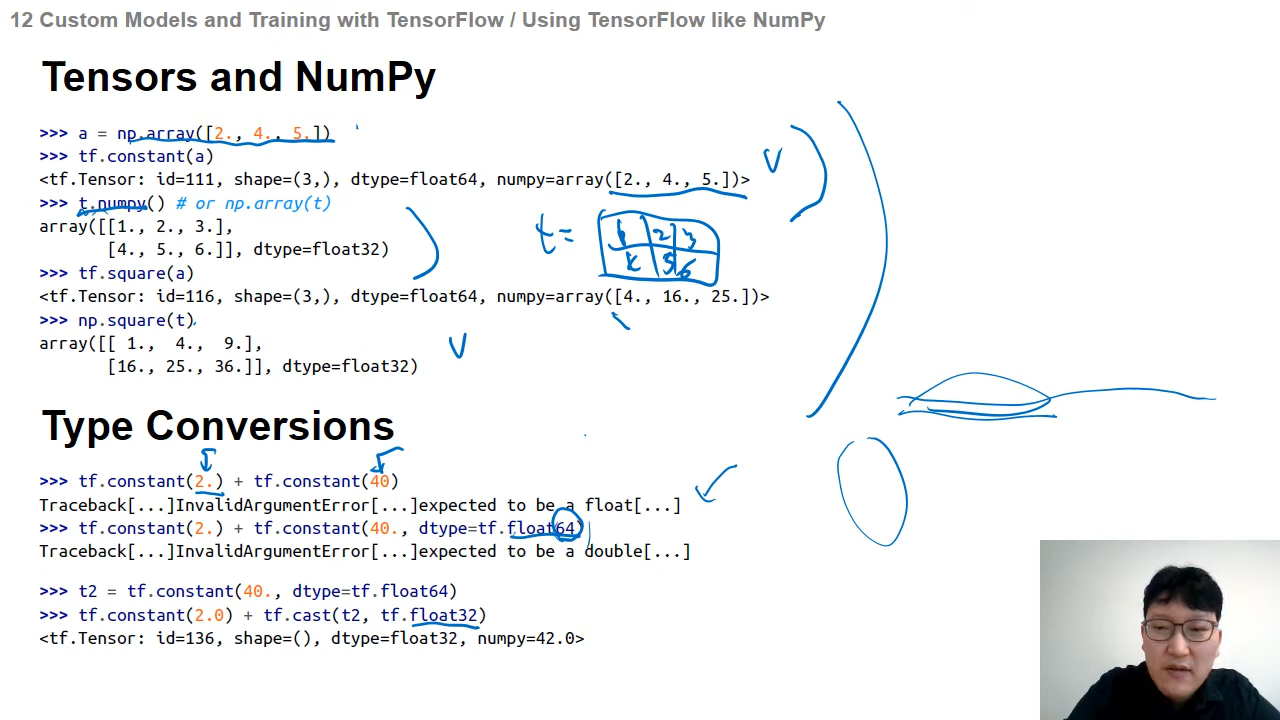 12 Custom Models and Training with TensorFlow / Using TensorFlow like NumPy
Tensors and NumPy
>>> a = np.array([2., 4., 5.])
>>> tf.constant(a)
<tf.Tensor: id=111, shape=(3,), dtype=float64, numpy=array([2., 4., 5.])>
>>> t.numpy() # or np.array(t)
array([[1., 2., 3.],
[4., 5., 6.]], dtype=float32)
t=
1 2 3
4 5 6
>>> tf.square(a)
<tf.Tensor: id=116, shape=(3,), dtype=float64, numpy=array([4., 16., 25.])>
>>> np.square(t)
array([[ 1., 4., 9.],
[16., 25., 36.]], dtype=float32)
Type Conversions
>>> tf.constant(2.) + tf.constant(40)
Traceback[...]InvalidArgumentError[...]expected to be a float[...]
>>> tf.constant(2.) + tf.constant(40., dtype=tf.float64)
Traceback[...]InvalidArgumentError[...]expected to be a double[...]
>>> t2 = tf.constant(40., dtype=tf.float64)
>>> tf.constant(2.0) + tf.cast(t2, tf.float32)
<tf.Tensor: id=136, shape=(), dtype=float32, numpy=42.0>